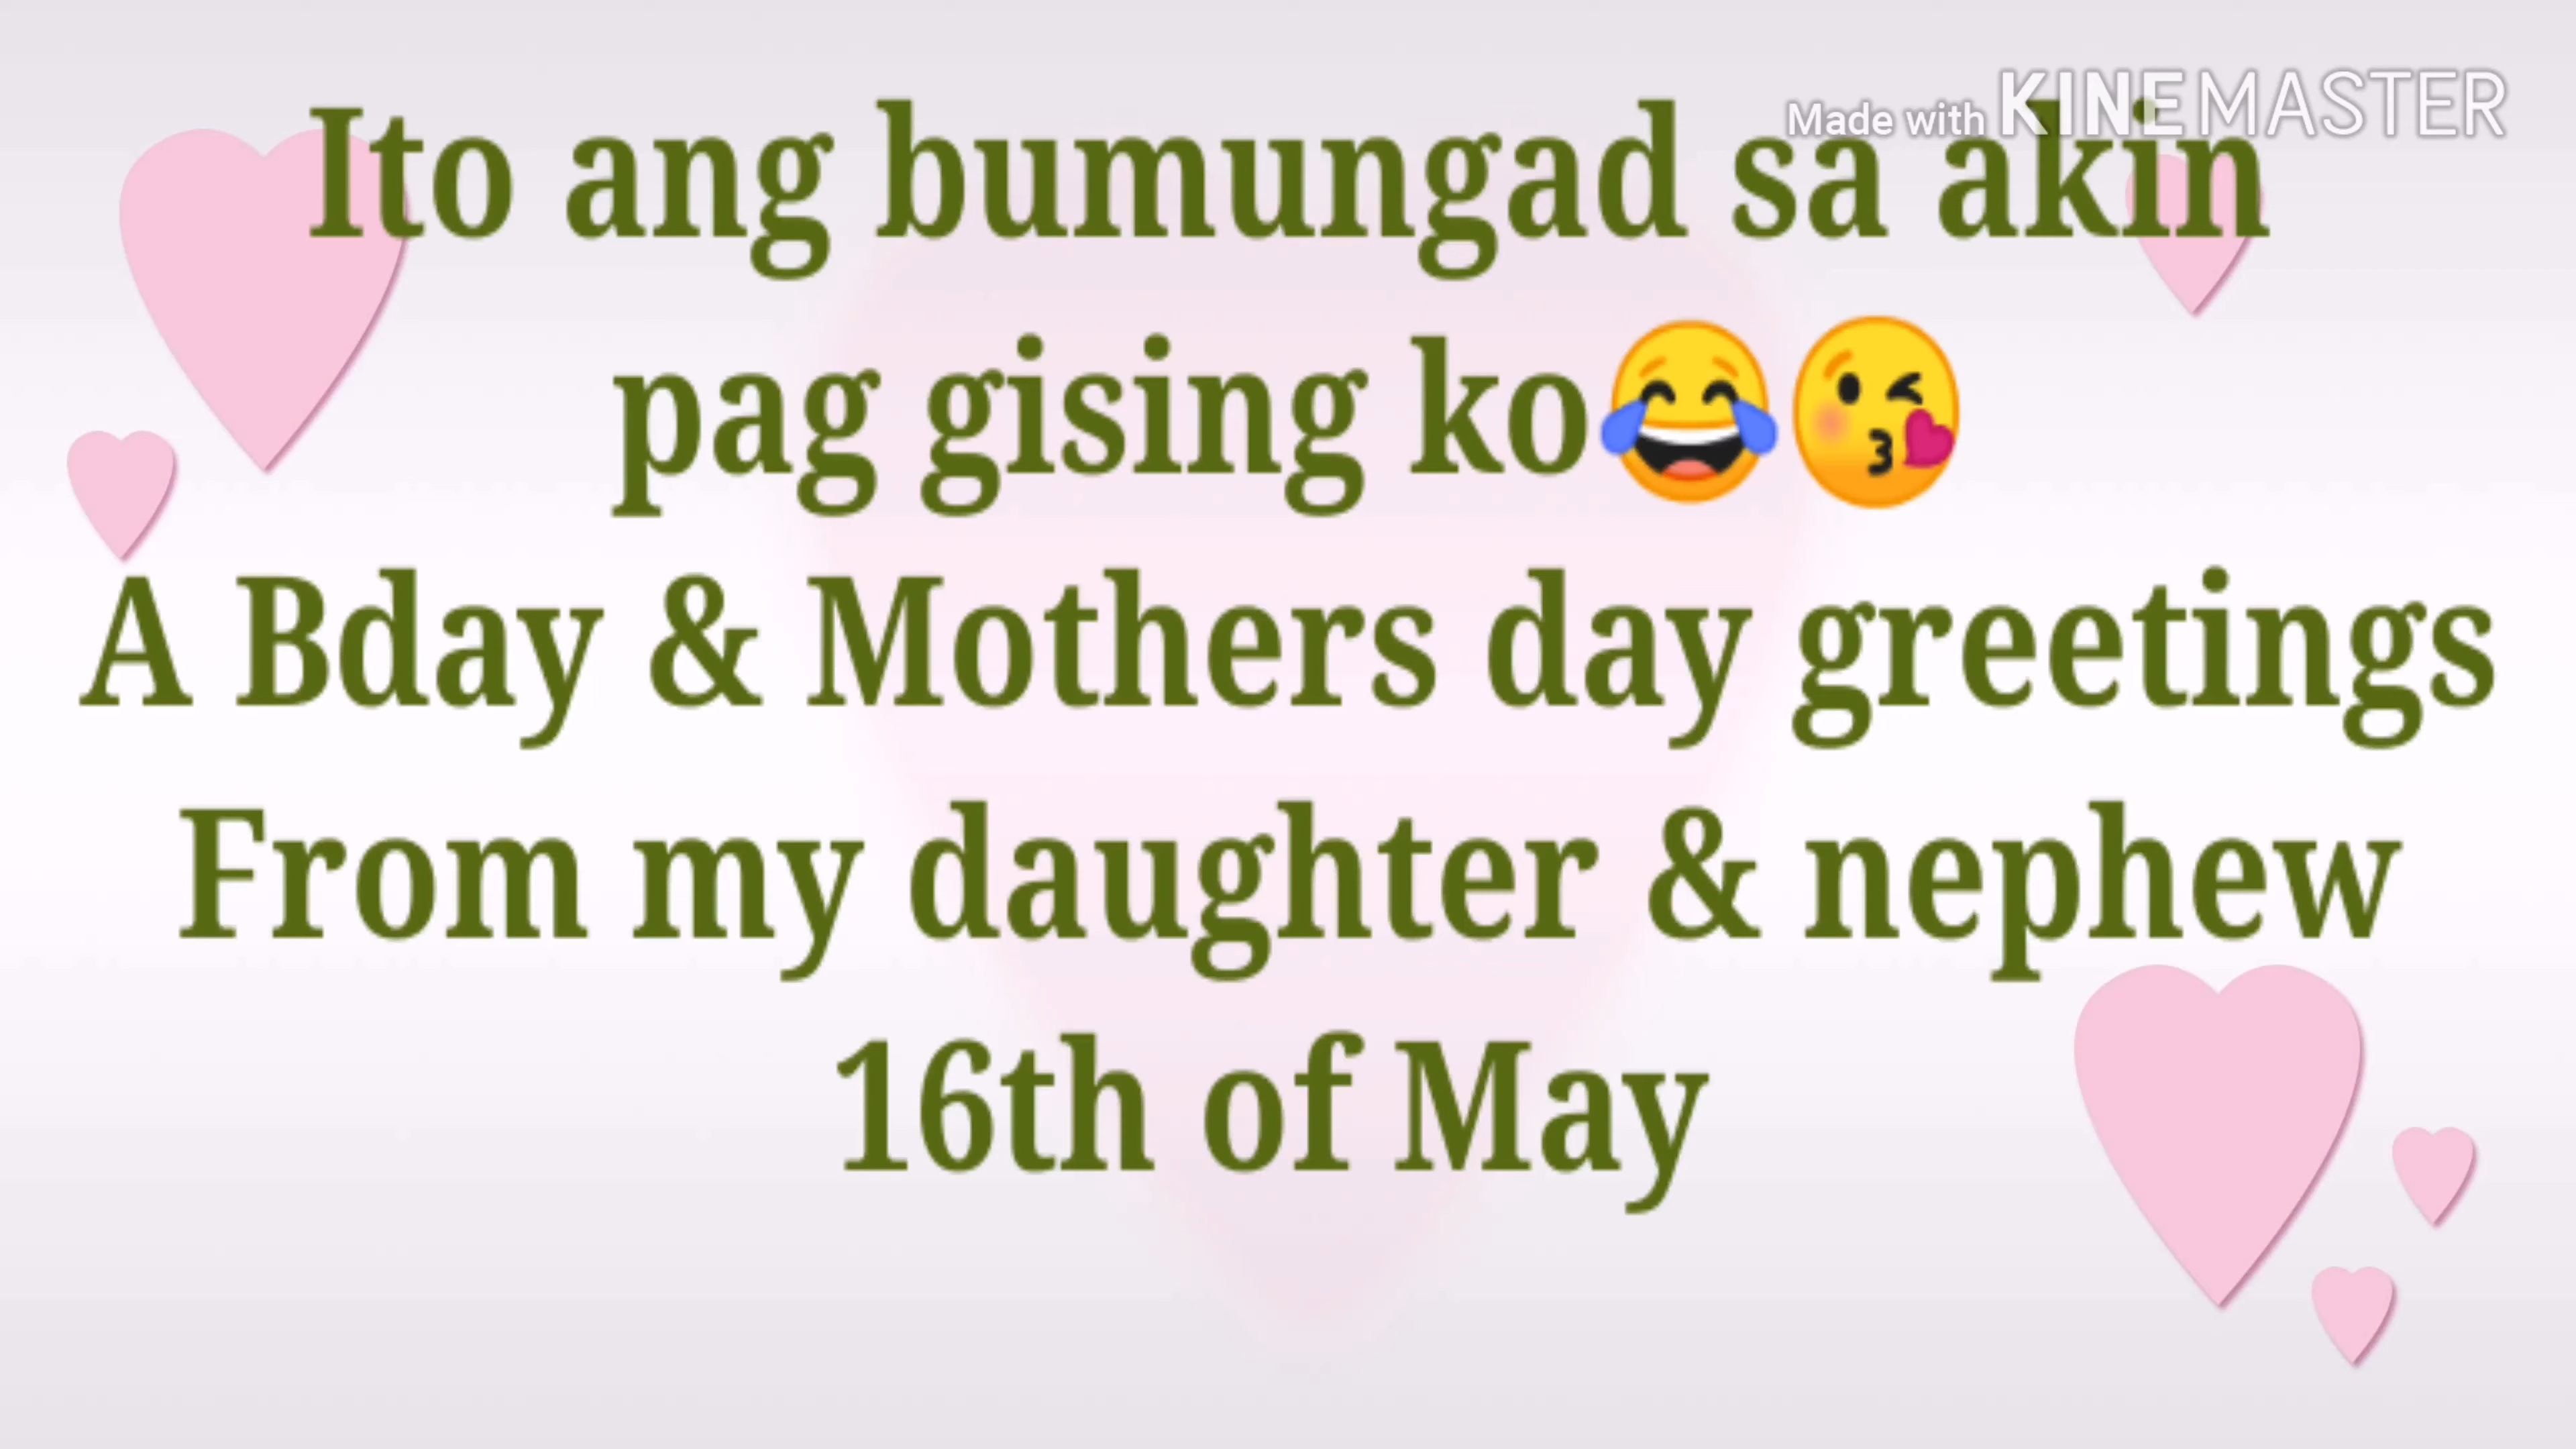 Made with KINEMASTER
Ito ang bumungad sa akin
pag gising ko😂😘
A Bday & Mothers day greetings
From my daughter & nephew
16th of May